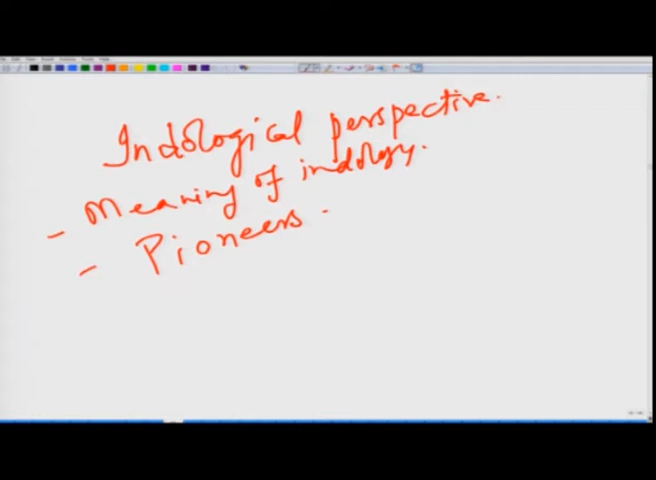 Indological perspective.
- Meaning of indology.
- Pioneers.